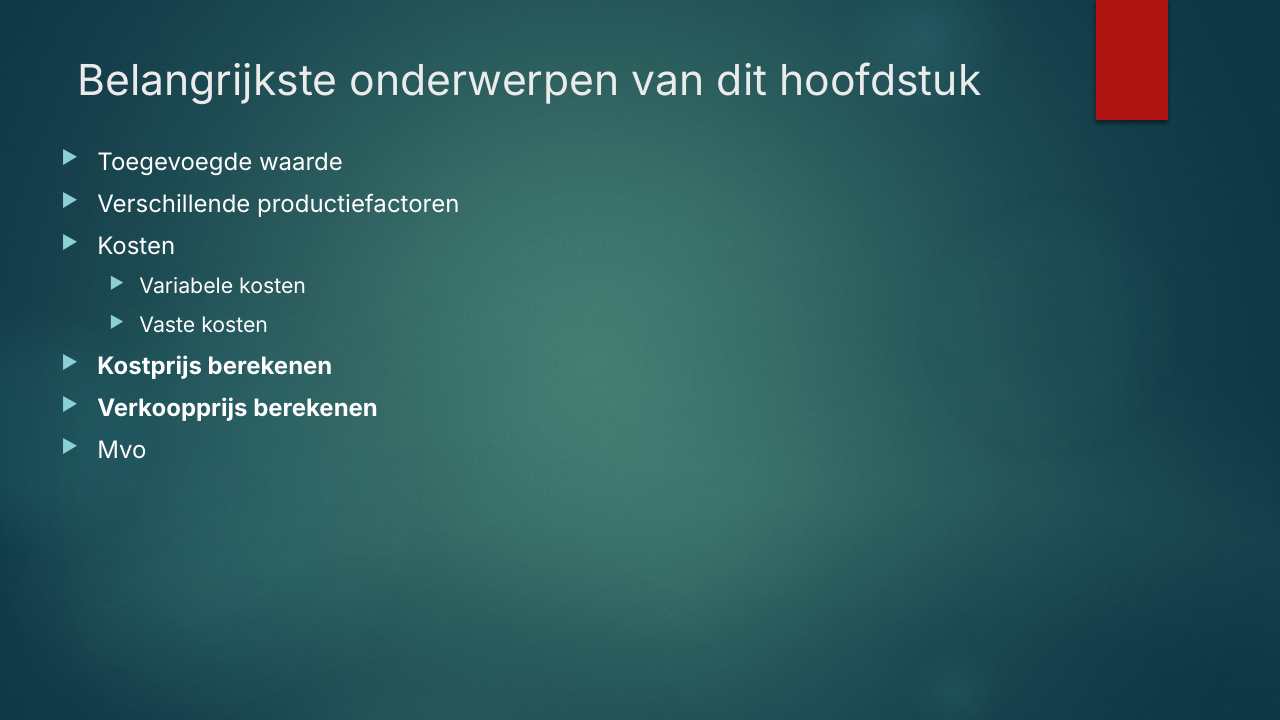 Belangrijkste onderwerpen van dit hoofdstuk
Toegevoegde waarde
Verschillende productiefactoren
Kosten
Variabele kosten
Vaste kosten
Kostprijs berekenen
Verkoopprijs berekenen
Mvo